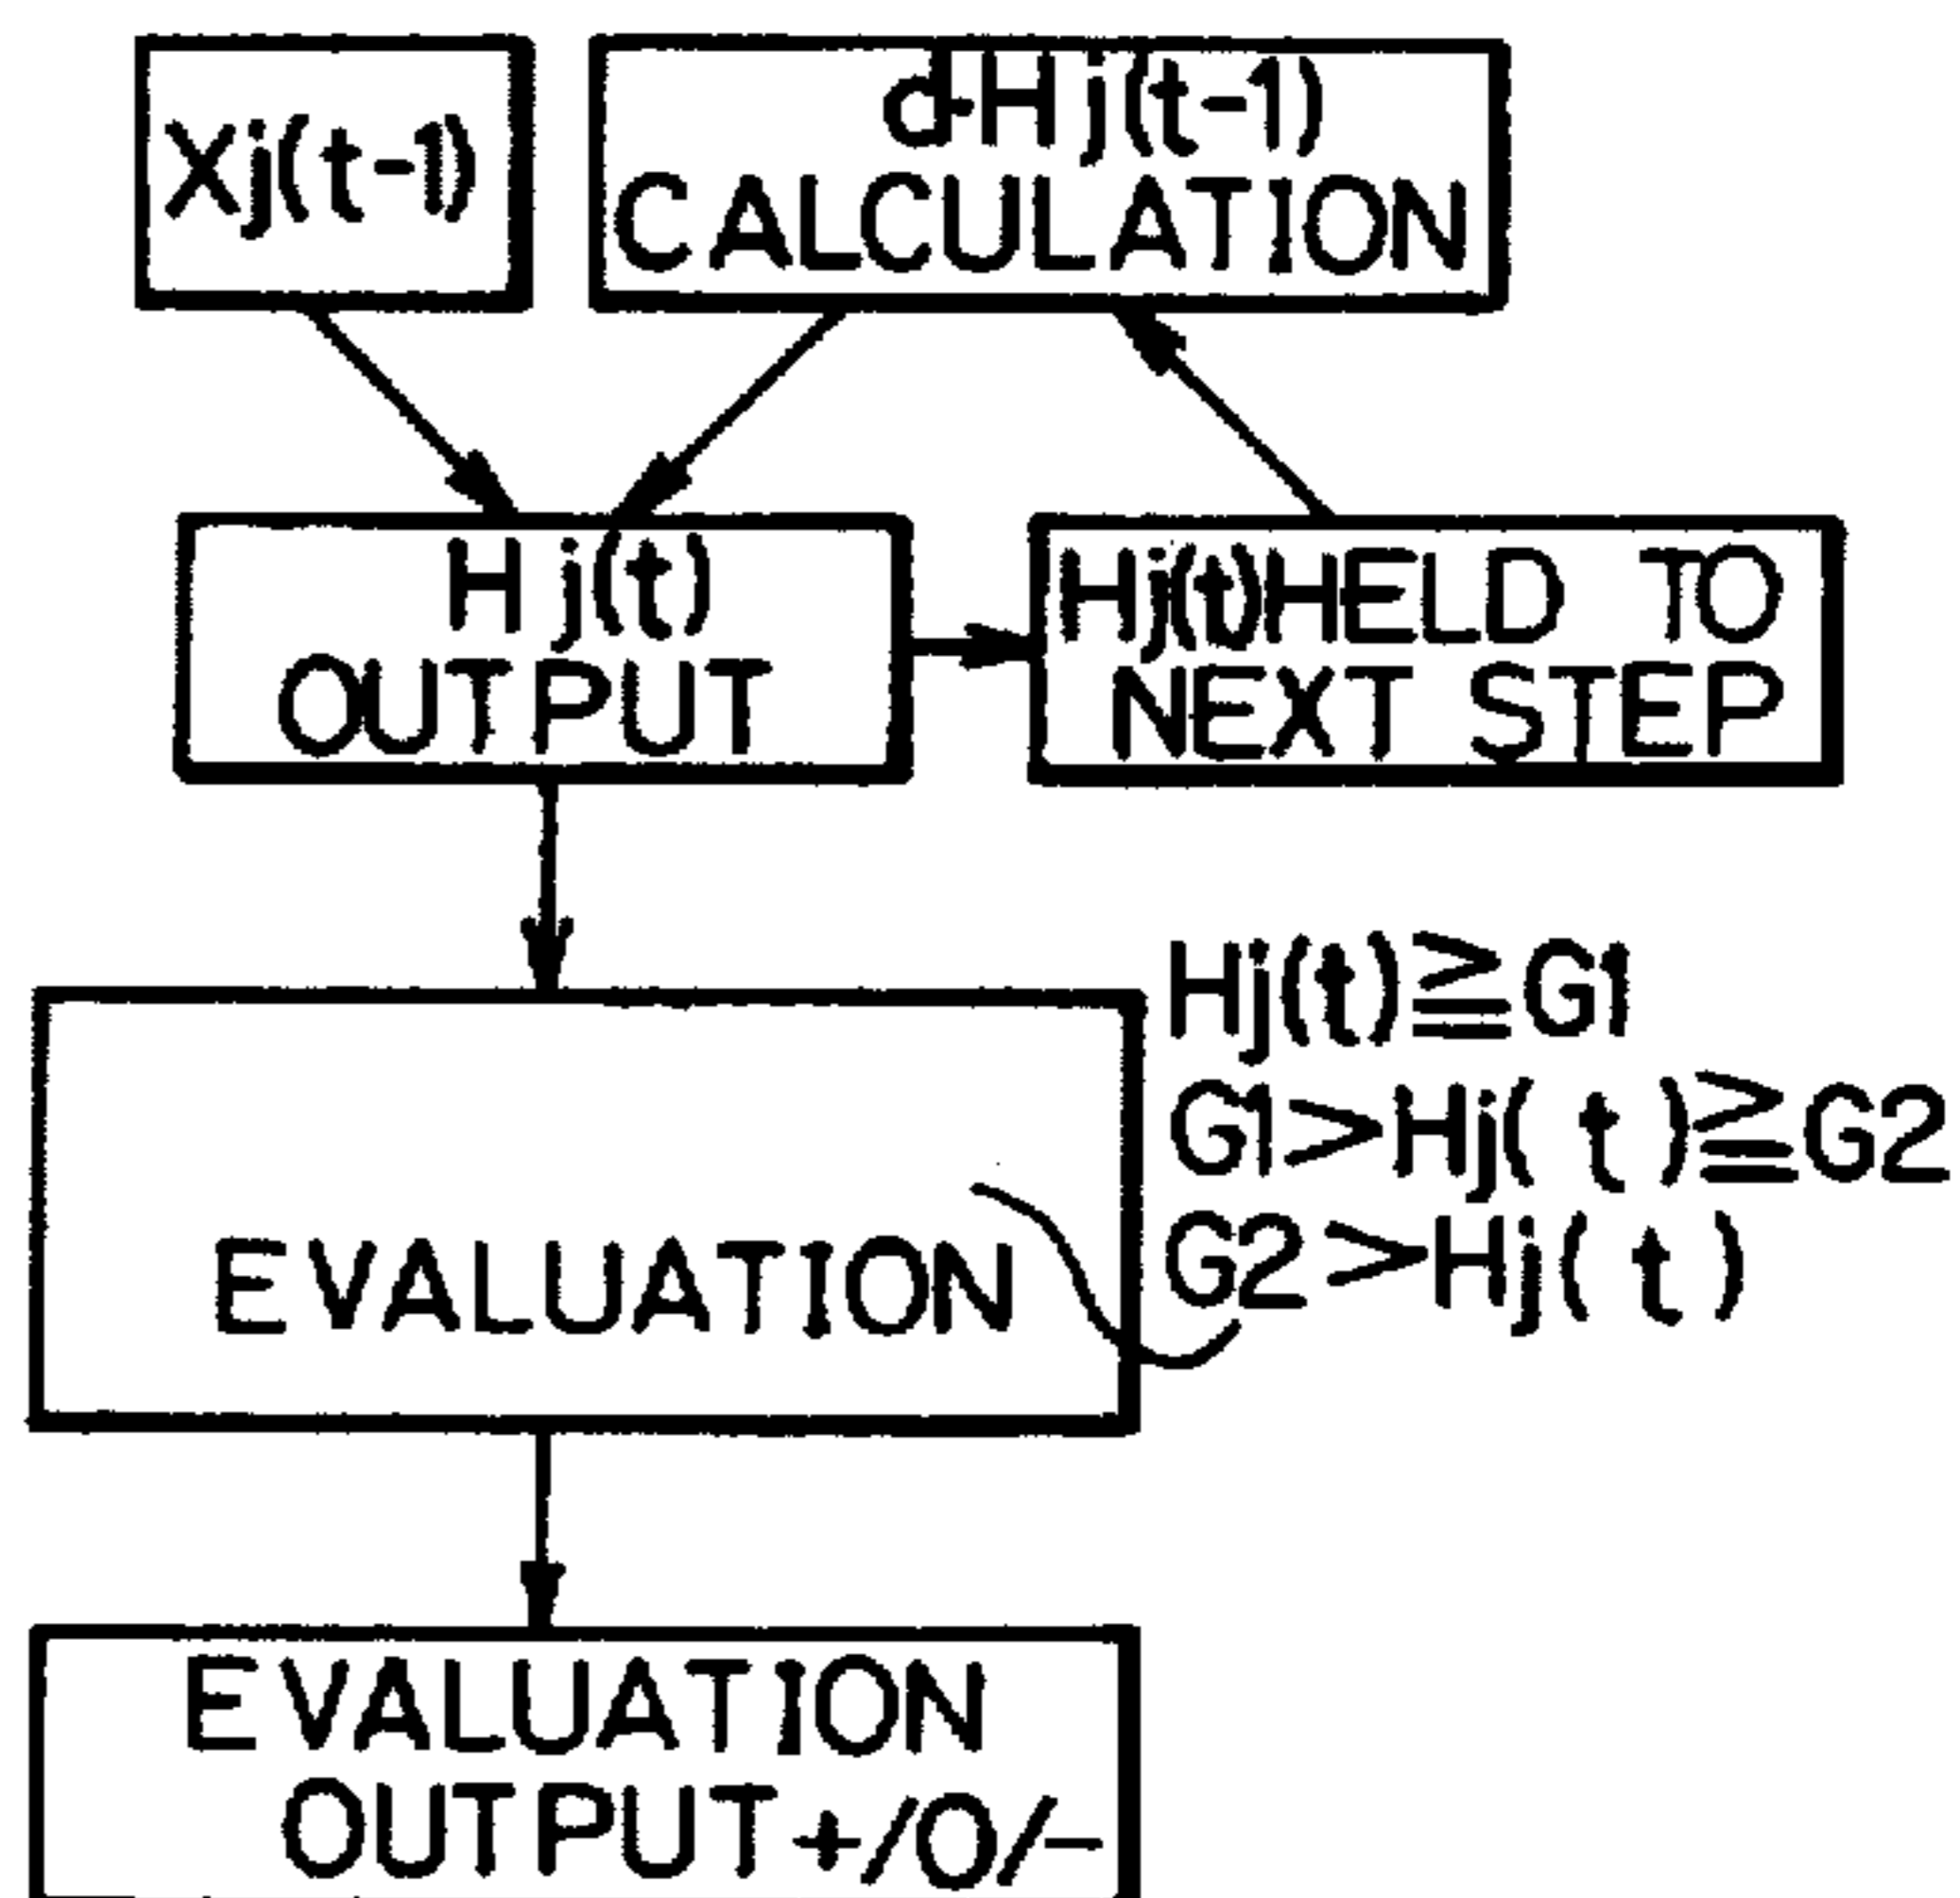 Xj(t-1)
d·Hj(t-1)
CALCULATION
Hj(t)
OUTPUT
Hj(t)HELD TO
NEXT STEP
Hj(t)≧G1
G1>Hj(t)≧G2
G2>Hj(t)
EVALUATION
EVALUATION
OUTPUT+/0/-